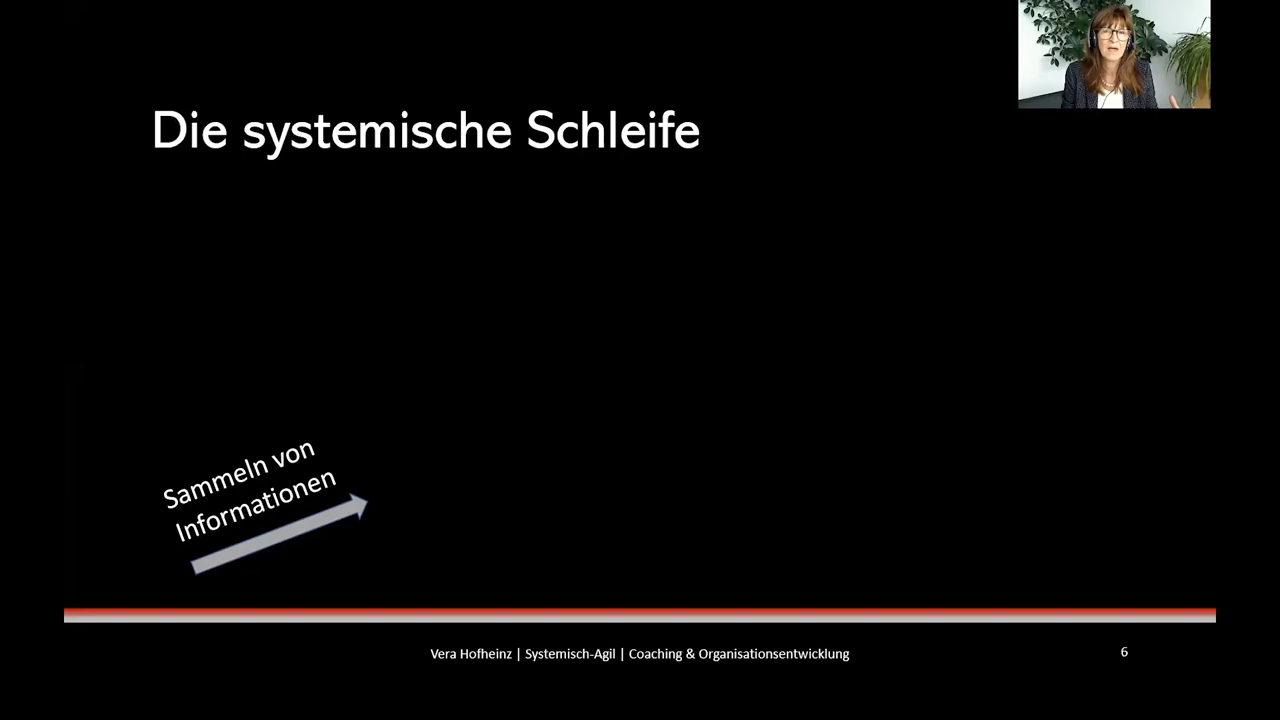 Die systemische Schleife
Sammeln von
Informationen
Vera Hofheinz | Systemisch-Agil | Coaching & Organisationsentwicklung
6